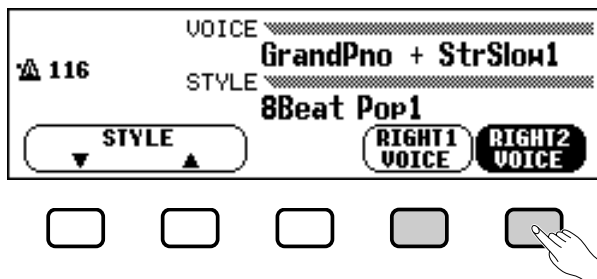 VOICE
GrandPno + StrSlow1
116
STYLE
8Beat Pop1
STYLE
▼ ▲
RIGHT1
VOICE
RIGHT2
VOICE